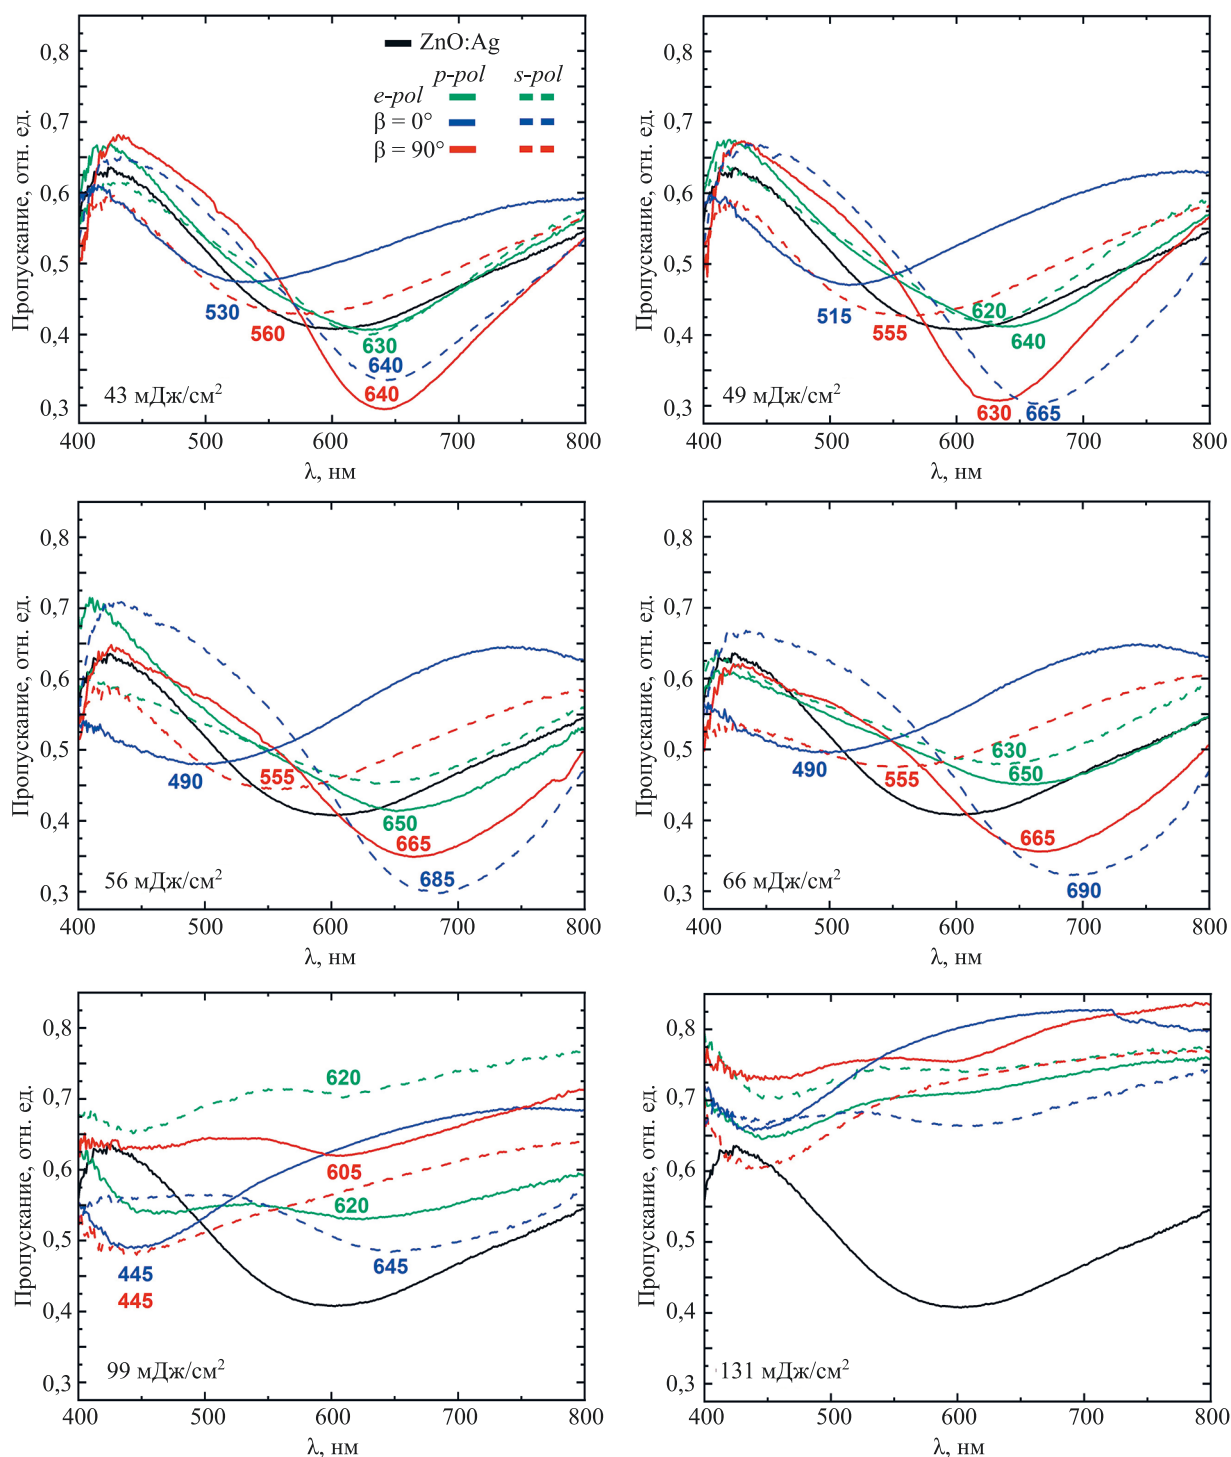 Пропускание, отн. ед.
0,8
0,7
0,6
0,5
0,4
0,3
ZnO:Ag
p-pol s-pol
e-pol
β = 0°
β = 90°
530
560
630
640
640
43 мДж/см²
400 500 600 700 800
λ, нм
Пропускание, отн. ед.
0,8
0,7
0,6
0,5
0,4
0,3
515
555
620
640
630
665
49 мДж/см²
400 500 600 700 800
λ, нм
Пропускание, отн. ед.
0,8
0,7
0,6
0,5
0,4
0,3
490
555
650
665
685
56 мДж/см²
400 500 600 700 800
λ, нм
Пропускание, отн. ед.
0,8
0,7
0,6
0,5
0,4
0,3
490
555
630
650
665
690
66 мДж/см²
400 500 600 700 800
λ, нм
Пропускание, отн. ед.
0,8
0,7
0,6
0,5
0,4
0,3
620
605
620
645
445
445
99 мДж/см²
400 500 600 700 800
λ, нм
Пропускание, отн. ед.
0,8
0,7
0,6
0,5
0,4
0,3
131 мДж/см²
400 500 600 700 800
λ, нм